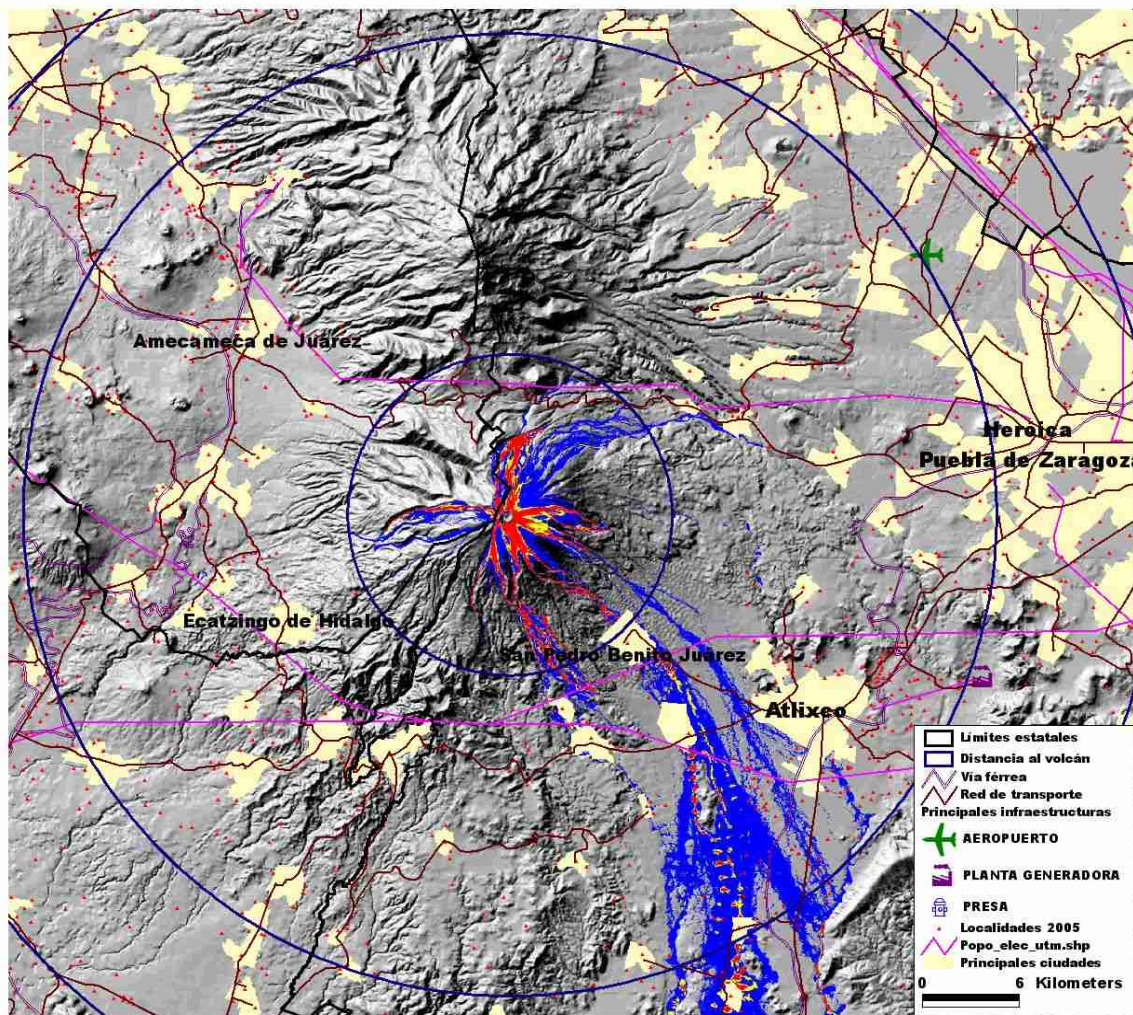 Amecameca de Juárez
Heróica
Puebla de Zaragoza
Ecatzingo de Hidalgo
San Pedro Benito Juárez
Atlixco
Límites estatales
Distancia al volcán
Vía férrea
Red de transporte
Principales infraestructuras
AEROPUERTO
PLANTA GENERADORA
PRESA
Localidades 2005
Popo_elec_utm.shp
Principales ciudades
0 6 Kilometers